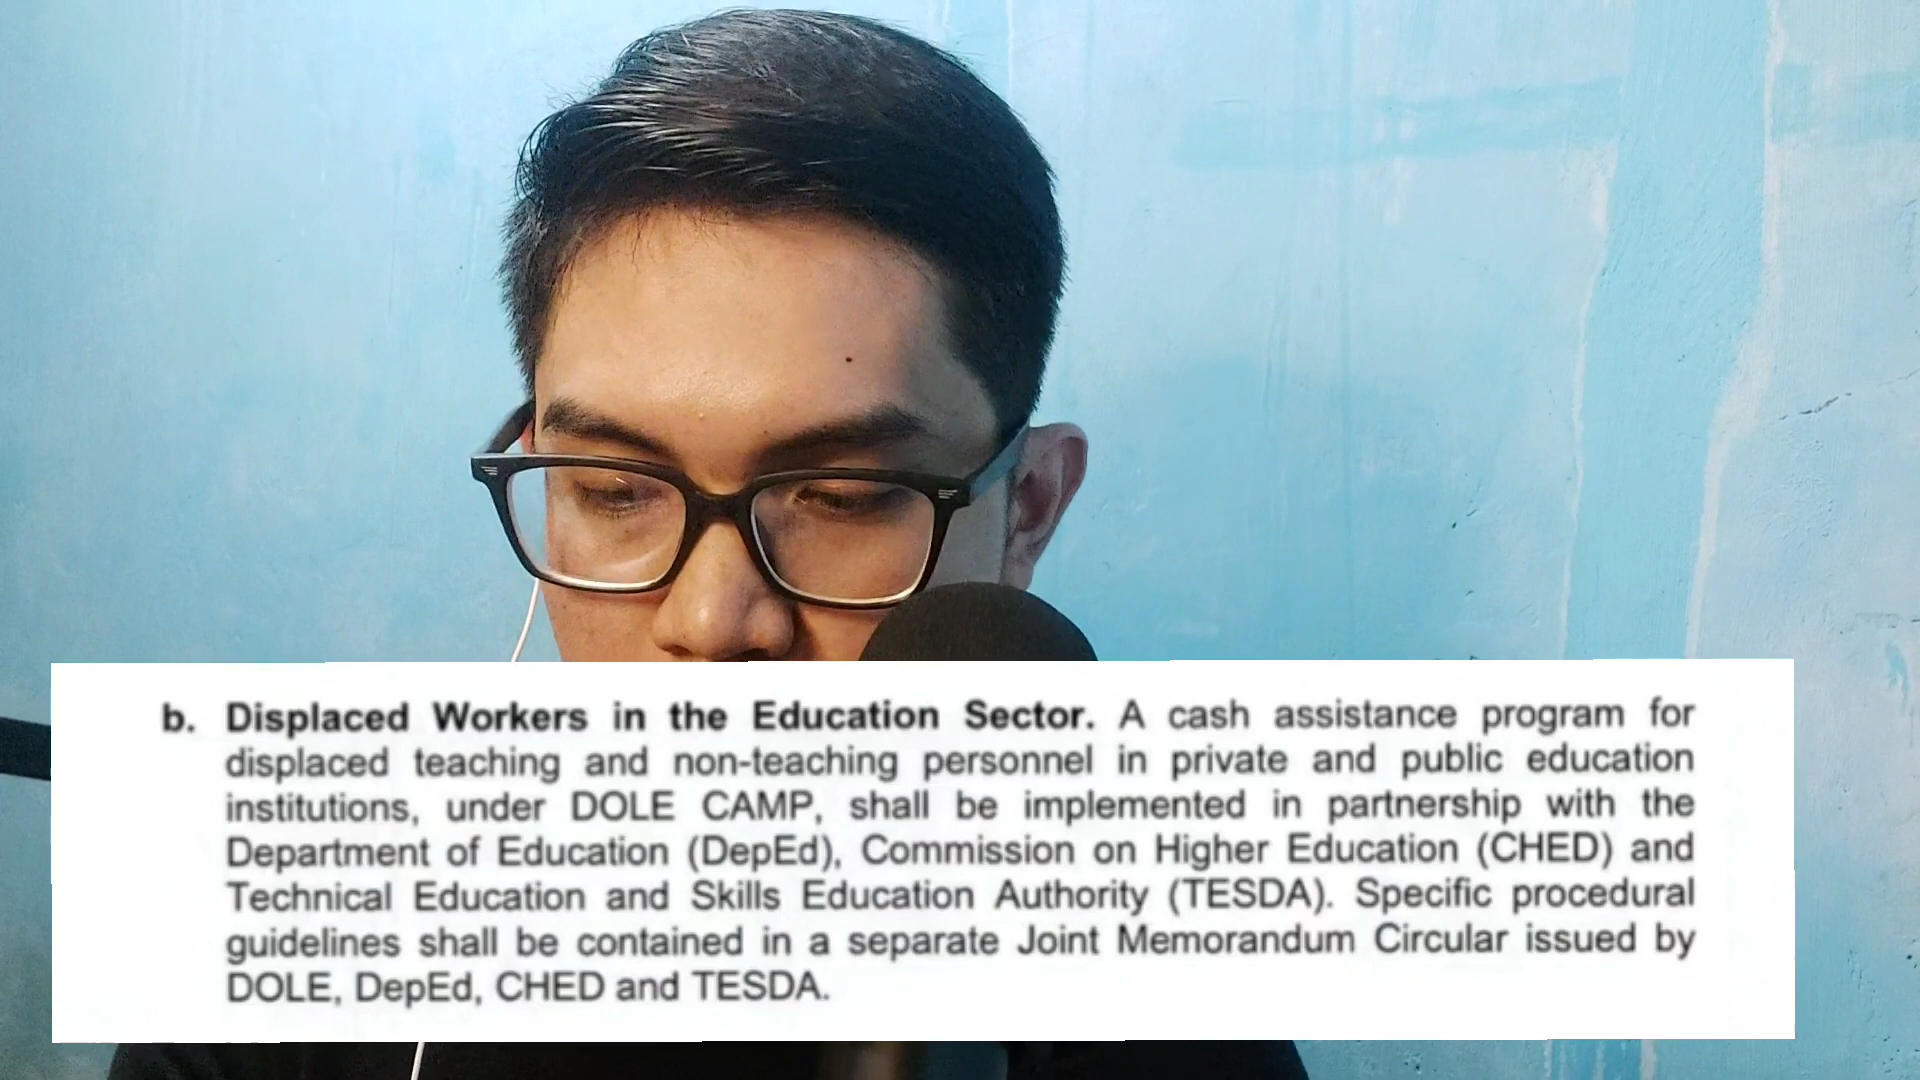 b. Displaced Workers in the Education Sector. A cash assistance program for
displaced teaching and non-teaching personnel in private and public education
institutions, under DOLE CAMP, shall be implemented in partnership with the
Department of Education (DepEd), Commission on Higher Education (CHED) and
Technical Education and Skills Education Authority (TESDA). Specific procedural
guidelines shall be contained in a separate Joint Memorandum Circular issued by
DOLE, DepEd, CHED and TESDA.